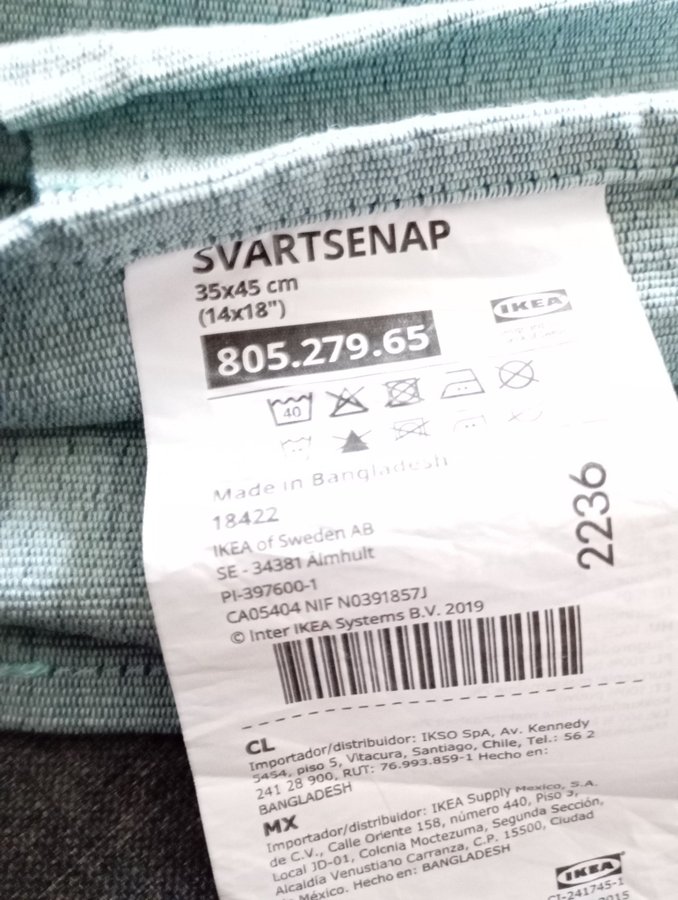 SVARTSENAP
35x45 cm
(14x18")
IKEA
805.279.65
40
Made in Bangladesh
18422
IKEA of Sweden AB
SE - 34381 Älmhult
PI-397600-1
CA05404 NIF N0391857J
© Inter IKEA Systems B.V. 2019
2236
CL
Importador/distribuidor: IKSO SpA, Av. Kennedy
5454, piso 5, Vitacura, Santiago, Chile, Tel.: 56 2
241 28 900, RUT: 76.993.859-1 Hecho en:
BANGLADESH
MX
Importador/distribuidor: IKEA Supply Mexico, S.A.
de C.V., Calle Oriente 158, número 440, Piso 3,
Local JD-01, Colonia Moctezuma, Segunda Sección,
Alcaldía Venustiano Carranza, C.P. 15500, Ciudad
México. Hecho en: BANGLADESH
IKEA
CI-241745-1
2015